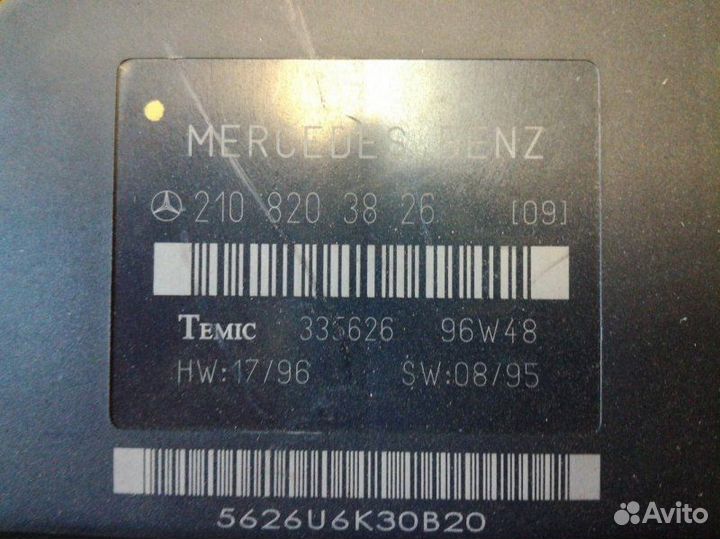 MERCEDES BENZ
210 820 38 26 [09]
TEMIC 335626 96W48
HW:17/96 SW:08/95
5626U6K30B20
Avito